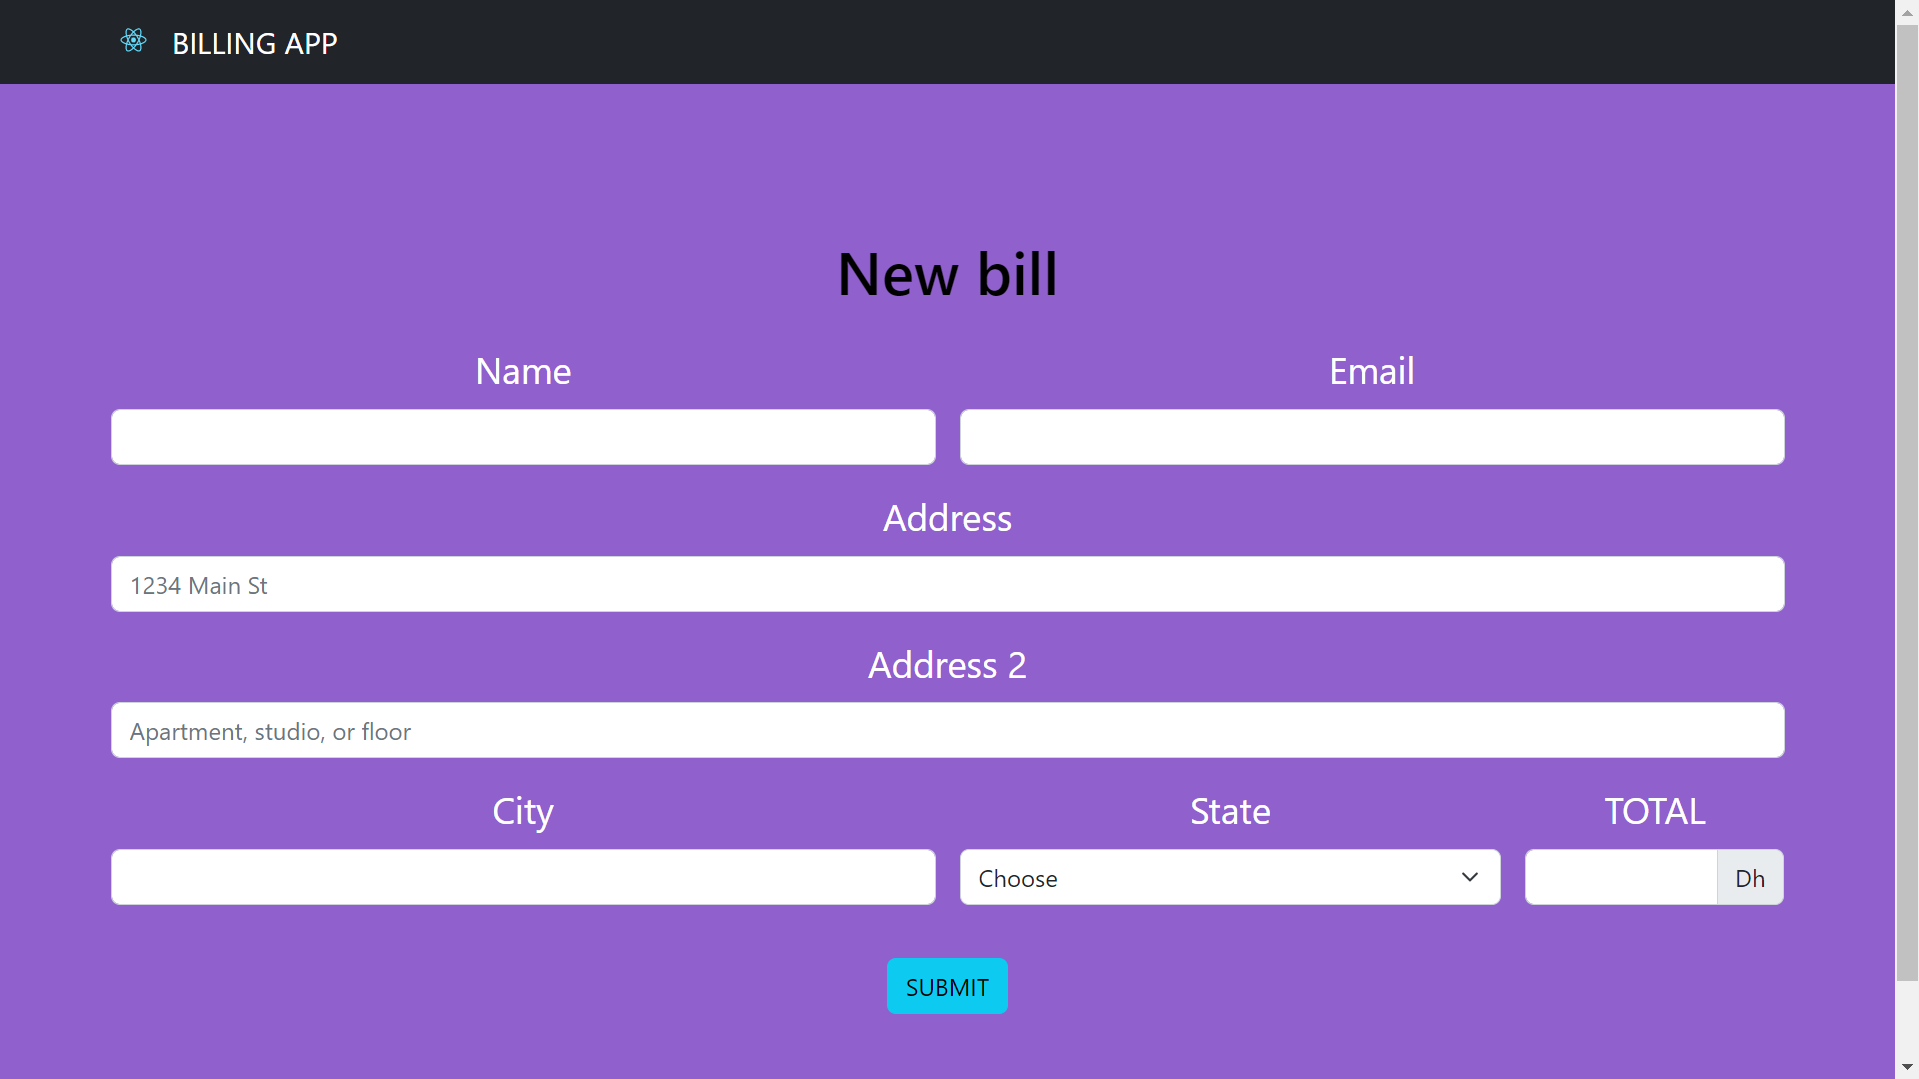 BILLING APP
New bill
Name
Email
Address
1234 Main St
Address 2
Apartment, studio, or floor
City
State
TOTAL
Choose
Dh
SUBMIT